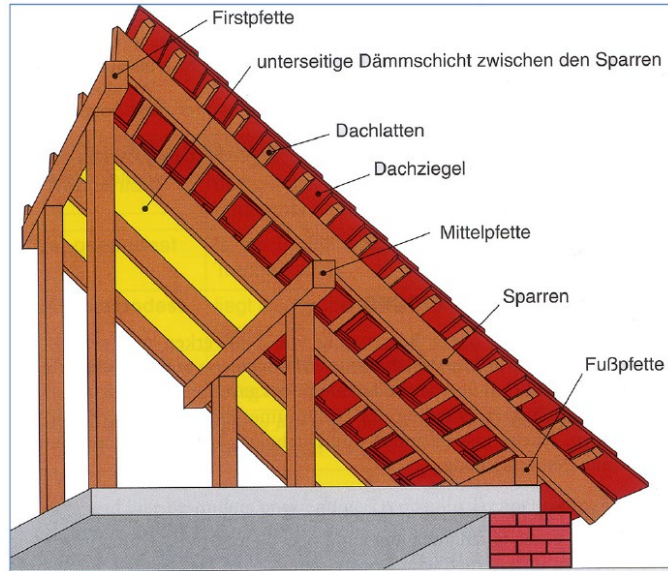 Firstpfette
unterseitige Dämmschicht zwischen den Sparren
Dachlatten
Dachziegel
Mittelpfette
Sparren
Fußpfette